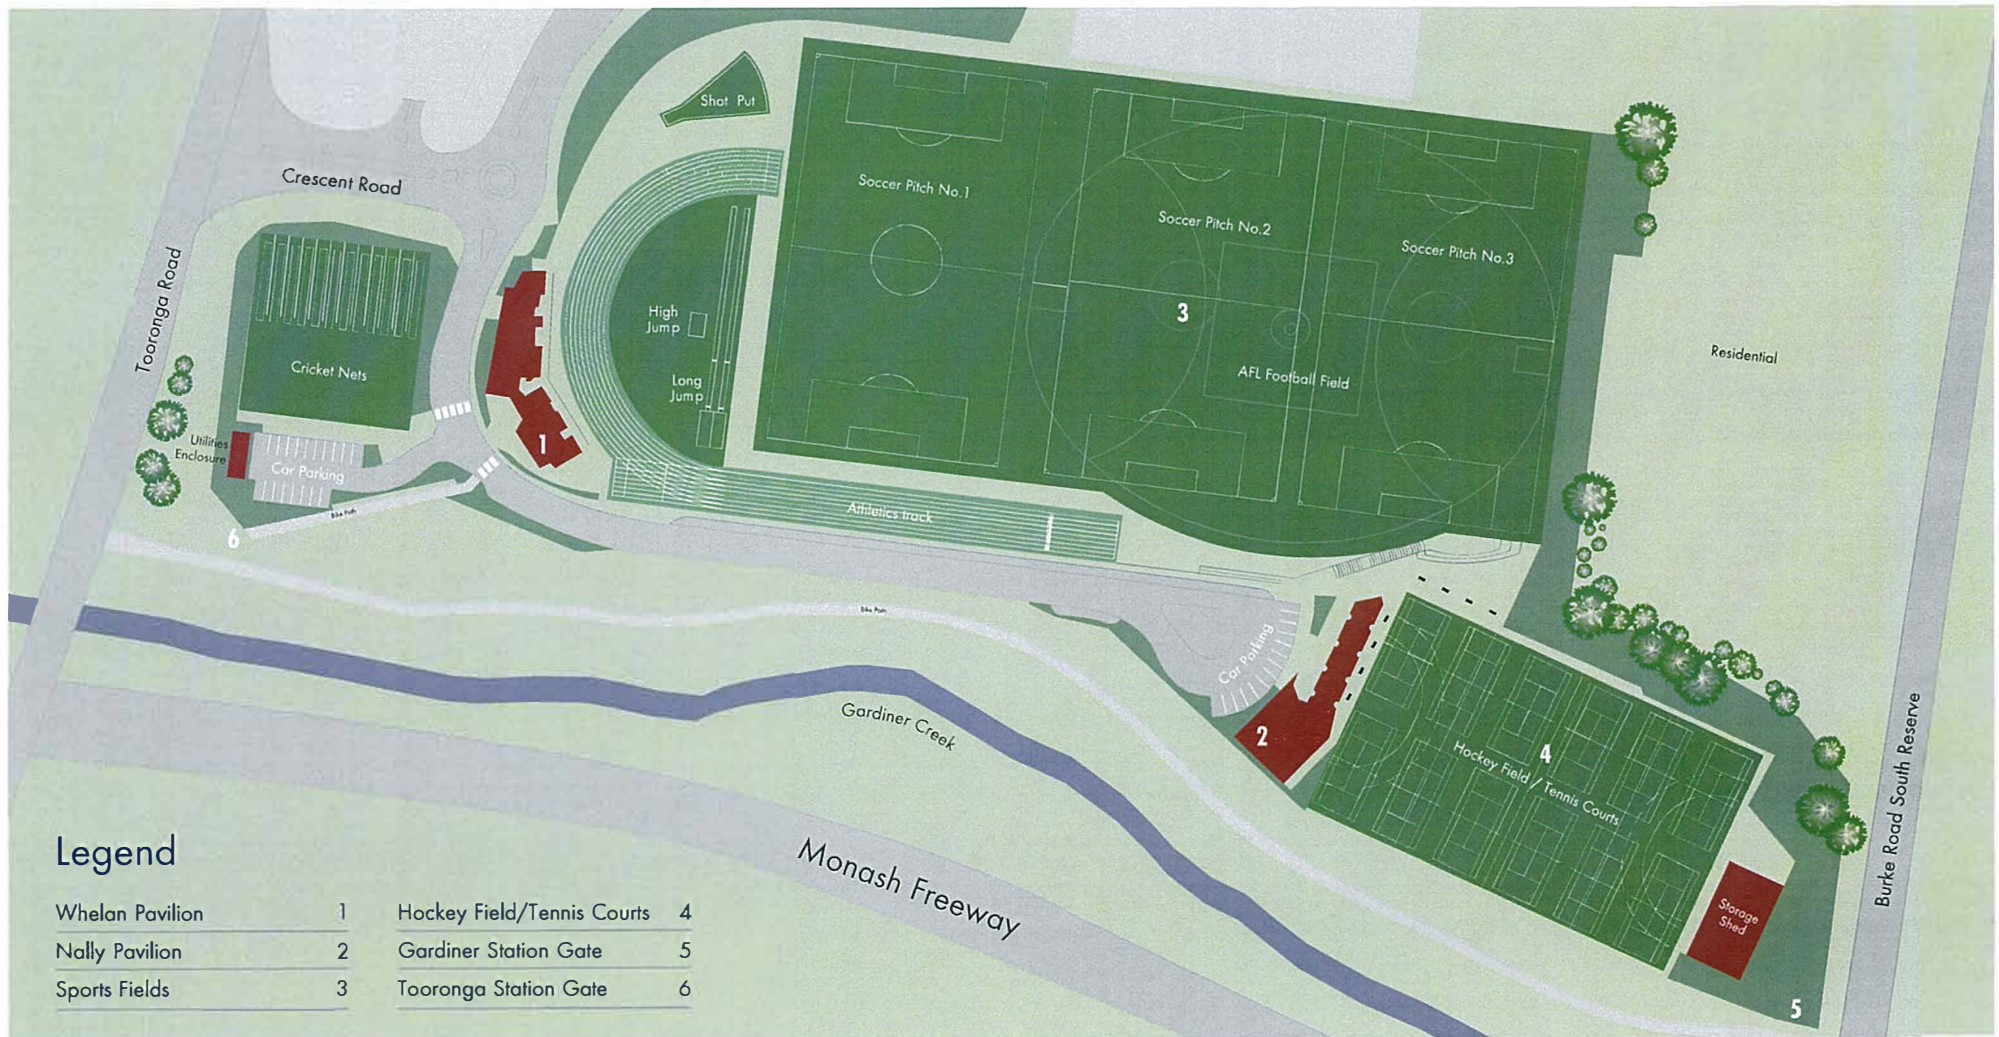 Shot Put
Crescent Road
Soccer Pitch No.1
Soccer Pitch No.2
Soccer Pitch No.3
Tooronga Road
High
Jump
3
Residential
Cricket Nets
Long
Jump
AFL Football Field
Utilities
Enclosure
Car Parking
1
Bike Path
Athletics track
6
Bike Path
Car Parking
Gardiner Creek
2
4
Hockey Field / Tennis Courts
Burke Road South Reserve
Monash Freeway
Storage
Shed
5
Legend
Whelan Pavilion 1
Nally Pavilion 2
Sports Fields 3
Hockey Field/Tennis Courts 4
Gardiner Station Gate 5
Tooronga Station Gate 6